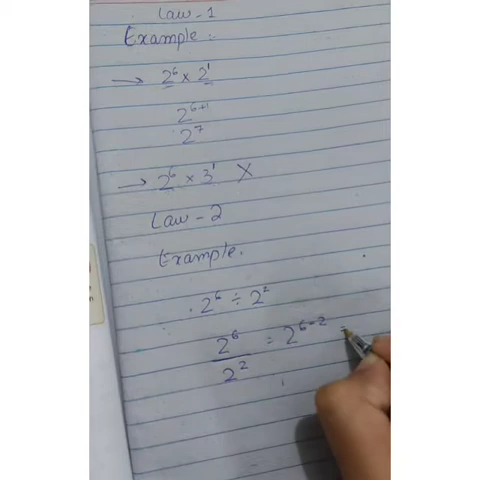 Law-1
Example:
→ 2⁶ × 2¹
2⁶⁺¹
2⁷
→ 2⁶ × 3¹ X
Law-2
Example.
2⁶ ÷ 2²
2⁶/2² = 2⁶⁻² =